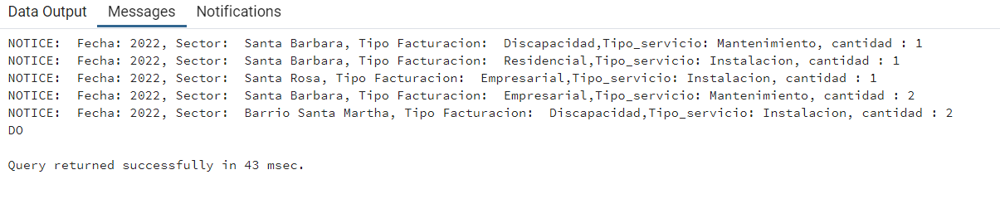 Data Output Messages Notifications
NOTICE:  Fecha: 2022, Sector:  Santa Barbara, Tipo Facturacion:  Discapacidad,Tipo_servicio: Mantenimiento, cantidad : 1
NOTICE:  Fecha: 2022, Sector:  Santa Barbara, Tipo Facturacion:  Residencial,Tipo_servicio: Instalacion, cantidad : 1
NOTICE:  Fecha: 2022, Sector:  Santa Rosa, Tipo Facturacion:  Empresarial,Tipo_servicio: Instalacion, cantidad : 1
NOTICE:  Fecha: 2022, Sector:  Santa Barbara, Tipo Facturacion:  Empresarial,Tipo_servicio: Mantenimiento, cantidad : 2
NOTICE:  Fecha: 2022, Sector:  Barrio Santa Martha, Tipo Facturacion:  Discapacidad,Tipo_servicio: Instalacion, cantidad : 2
DO
Query returned successfully in 43 msec.